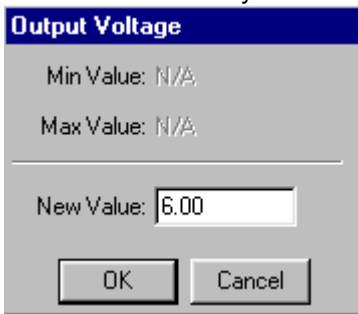 Output Voltage
Min Value: N/A
Max Value: N/A
New Value: 6.00
OK Cancel